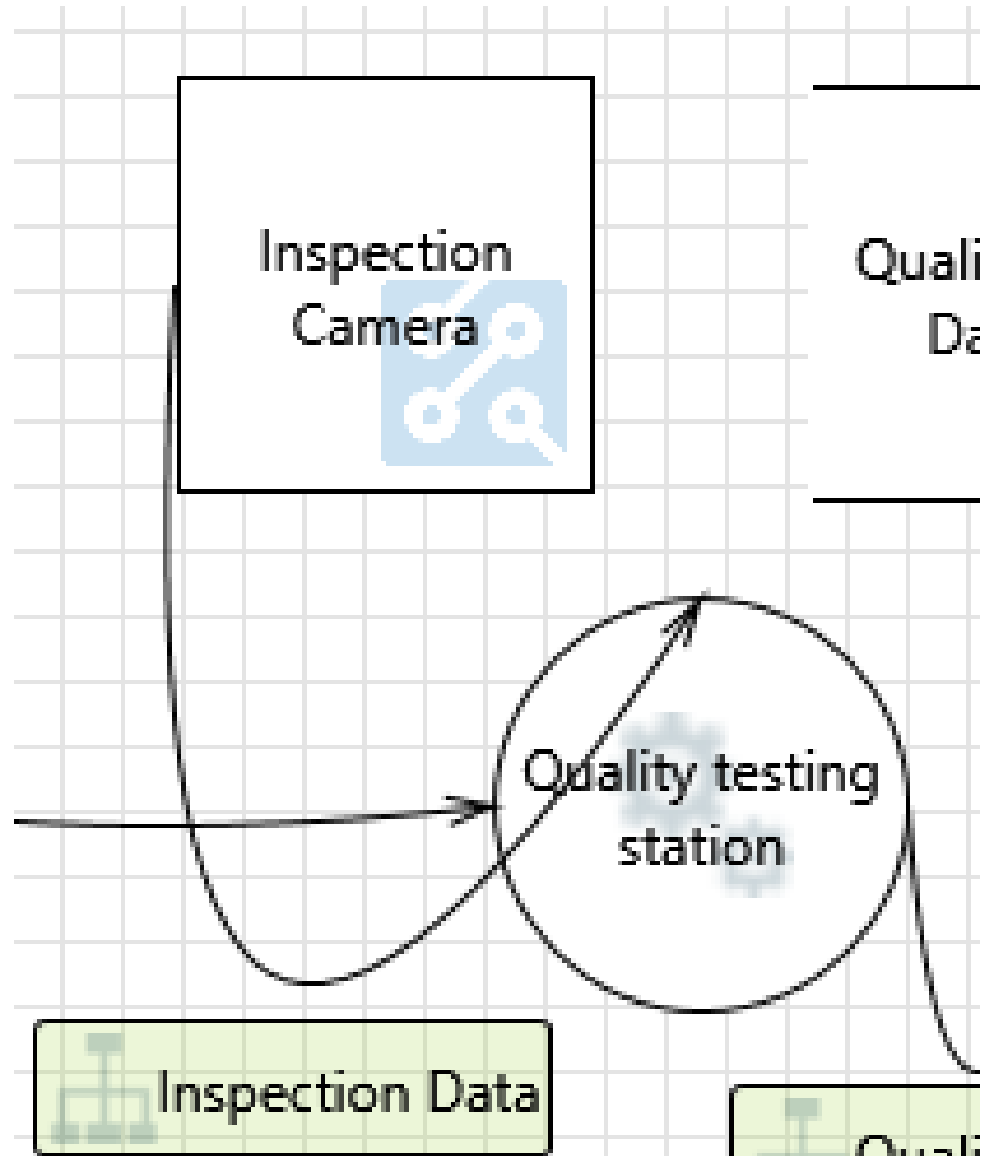 Inspection
Camera
Quality testing
station
Inspection Data